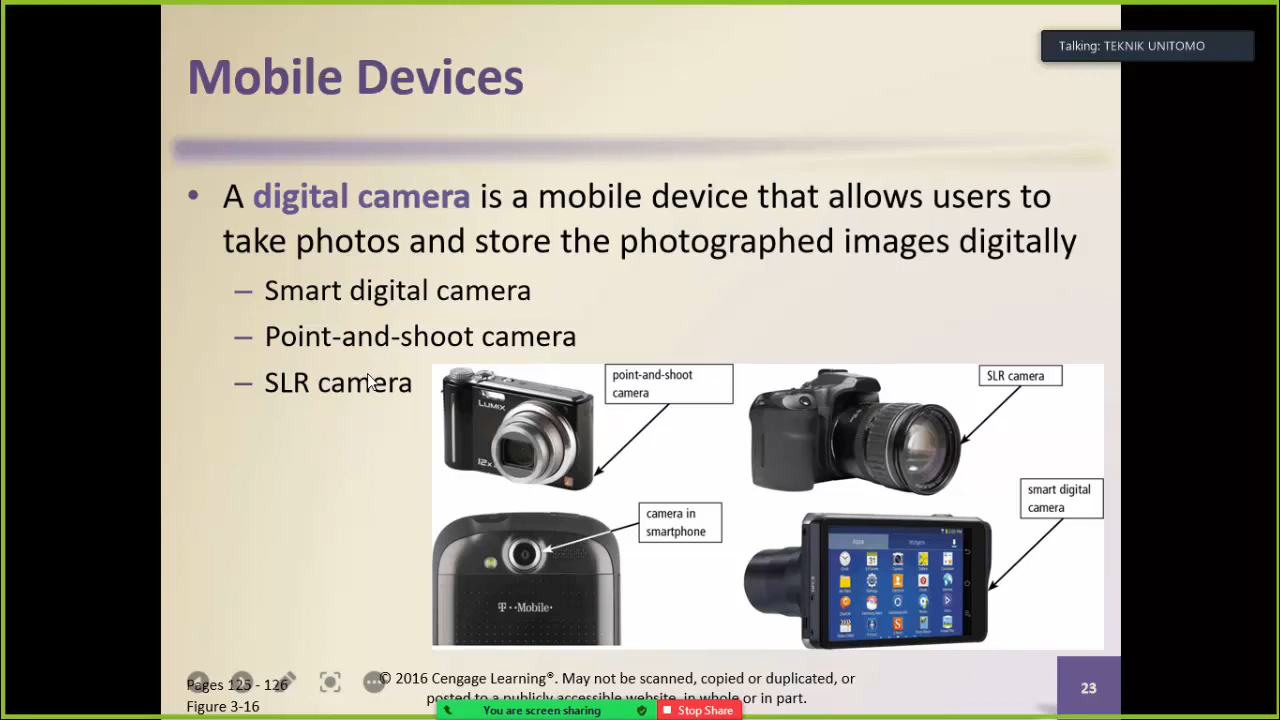 Talking: TEKNIK UNITOMO
Mobile Devices
• A digital camera is a mobile device that allows users to
take photos and store the photographed images digitally
– Smart digital camera
– Point-and-shoot camera
– SLR camera
point-and-shoot
camera
LUMIX
12x
SLR camera
camera in
smartphone
T··Mobile·
smart digital
camera
Apps
Widgets
Pages 125 - 126
Figure 3-16
© 2016 Cengage Learning®. May not be scanned, copied or duplicated, or
posted to a publicly accessible website, in whole or in part.
23
You are screen sharing
Stop Share